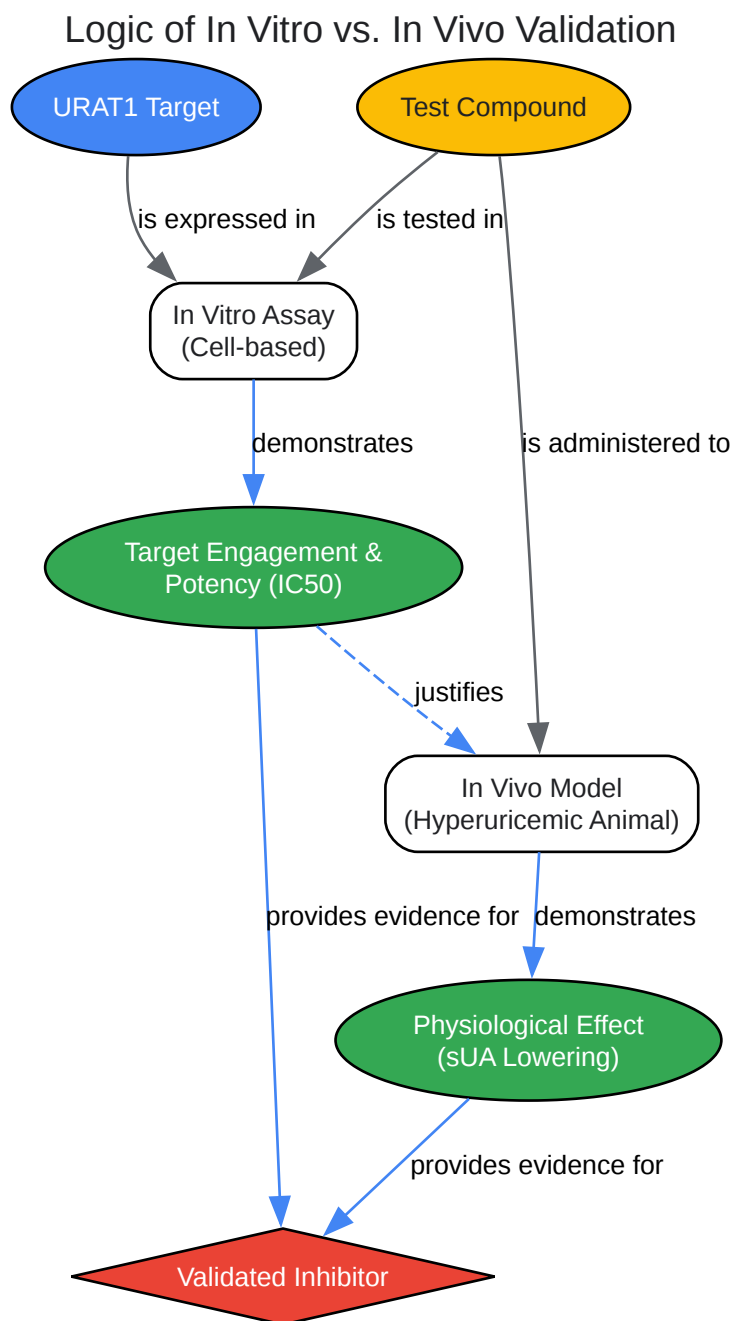 Logic of In Vitro vs. In Vivo Validation
URAT1 Target
Test Compound
is expressed in
is tested in
In Vitro Assay
(Cell-based)
demonstrates
is administered to
Target Engagement &
Potency (IC50)
justifies
In Vivo Model
(Hyperuricemic Animal)
provides evidence for
demonstrates
Physiological Effect
(sUA Lowering)
provides evidence for
Validated Inhibitor